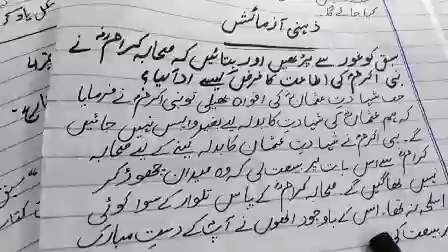 ذہنی آزمائش
سبق کو غور سے پڑھیں اور بتائیں کہ صحابہ کرامؓ نے
نبی اکرمؐ کی اطاعت کا فرض کیسے ادا کیا؟
جب شہادتِ عثمانؓ کی افواہ پھیلی تو نبی اکرمؐ نے فرمایا
کہ ہم عثمانؓ کی شہادت کا بدلہ لیے بغیر واپس نہیں جائیں
گے۔ نبی اکرمؐ نے شہادتِ عثمان کا بدلہ لینے کے لیے صحابہ
کرامؓ سے اس بات پر بیعت لی کہ وہ میدان چھوڑ کر
نہیں بھاگیں گے۔ صحابہ کرامؓ کے پاس تلوار کے سوا کوئی
اسلحہ نہ تھا۔ اس کے باوجود انھوں نے آپؐ کے دستِ مبارک
پر بیعت کی